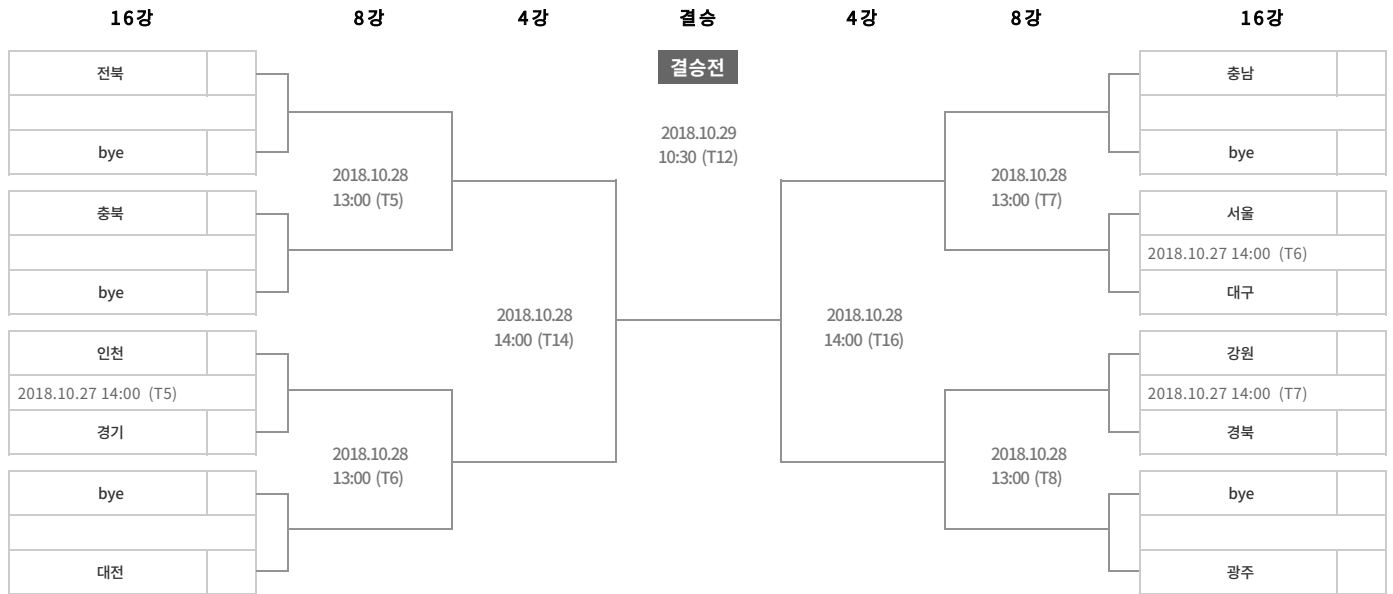 16강
8강
4강
결승
4강
8강
16강
전북
bye
충북
bye
인천
2018.10.27 14:00 (T5)
경기
bye
대전
2018.10.28
13:00 (T5)
2018.10.28
13:00 (T6)
2018.10.28
14:00 (T14)
결승전
2018.10.29
10:30 (T12)
2018.10.28
14:00 (T16)
2018.10.28
13:00 (T7)
2018.10.28
13:00 (T8)
충남
bye
서울
2018.10.27 14:00 (T6)
대구
강원
2018.10.27 14:00 (T7)
경북
bye
광주